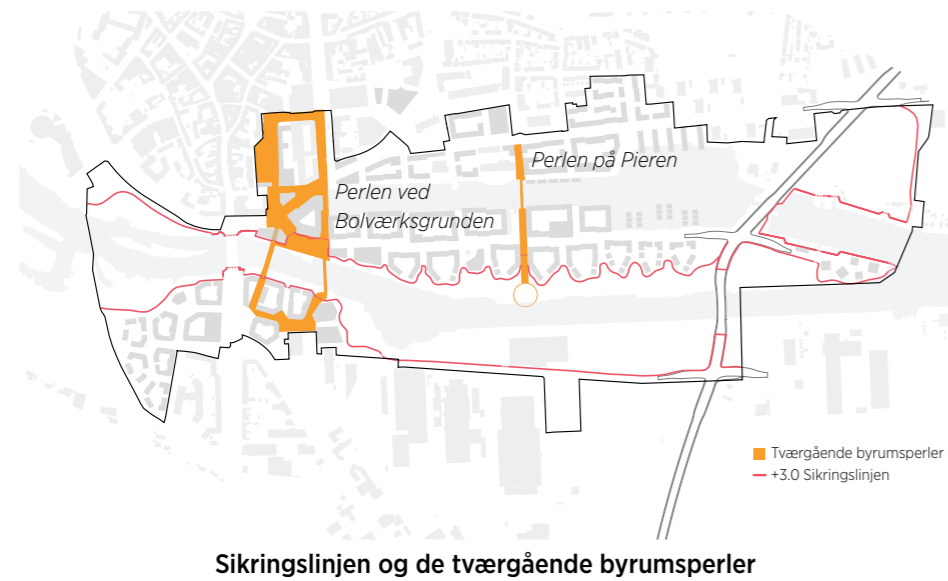 Perlen på Pieren
Perlen ved
Bolværksgrunden
Tværgående byrumsperler
+3.0 Sikringslinjen
Sikringslinjen og de tværgående byrumsperler